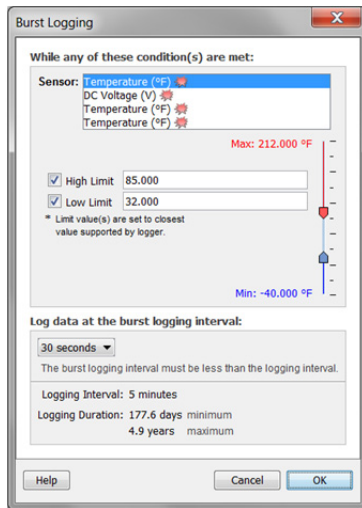 Burst Logging
While any of these condition(s) are met:
Sensor: Temperature (°F)
DC Voltage (V)
Temperature (°F)
Temperature (°F)
Max: 212.000 °F
High Limit 85.000
Low Limit 32.000
* Limit value(s) are set to closest
value supported by logger.
Min: -40.000 °F
Log data at the burst logging interval:
30 seconds
The burst logging interval must be less than the logging interval.
Logging Interval: 5 minutes
Logging Duration: 177.6 days minimum
4.9 years maximum
Help Cancel OK